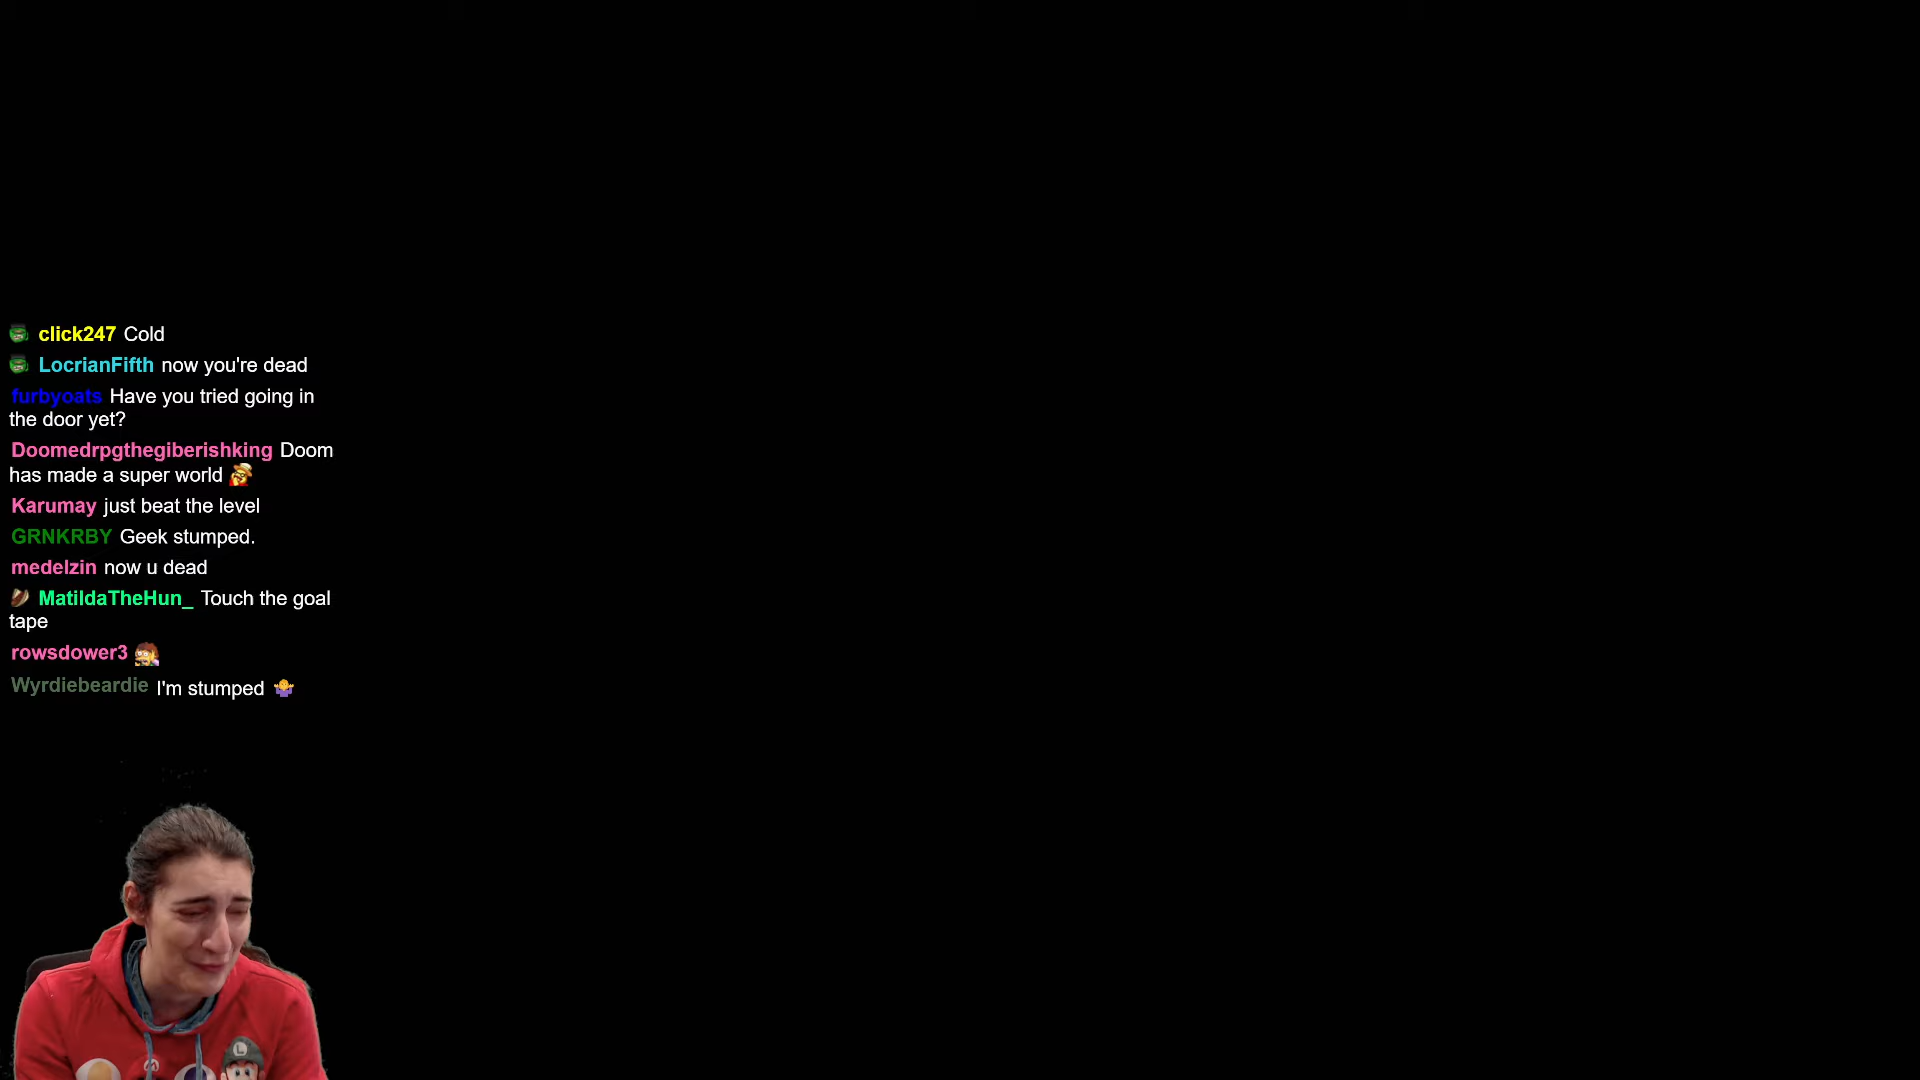 click247 Cold
LocrianFifth now you're dead
furbyoats Have you tried going in
the door yet?
Doomedrpgthegiberishking Doom
has made a super world
Karumay just beat the level
GRNKRBY Geek stumped.
medelzin now u dead
MatildaTheHun_ Touch the goal
tape
rowsdower3
Wyrdiebeardie I'm stumped
L